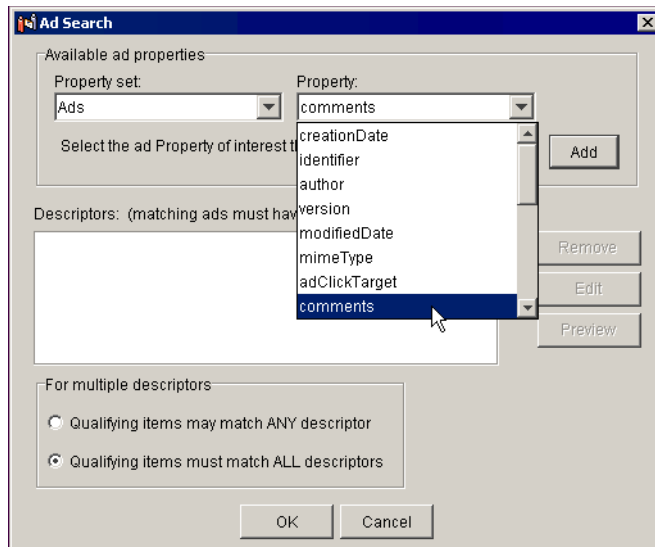 Ad Search
Available ad properties
Property set:
Property:
Ads
comments
Select the ad Property of interest
Add
creationDate
identifier
author
version
modifiedDate
mimeType
adClickTarget
comments
Descriptors: (matching ads must
Remove
Edit
Preview
For multiple descriptors
Qualifying items may match ANY descriptor
Qualifying items must match ALL descriptors
OK
Cancel